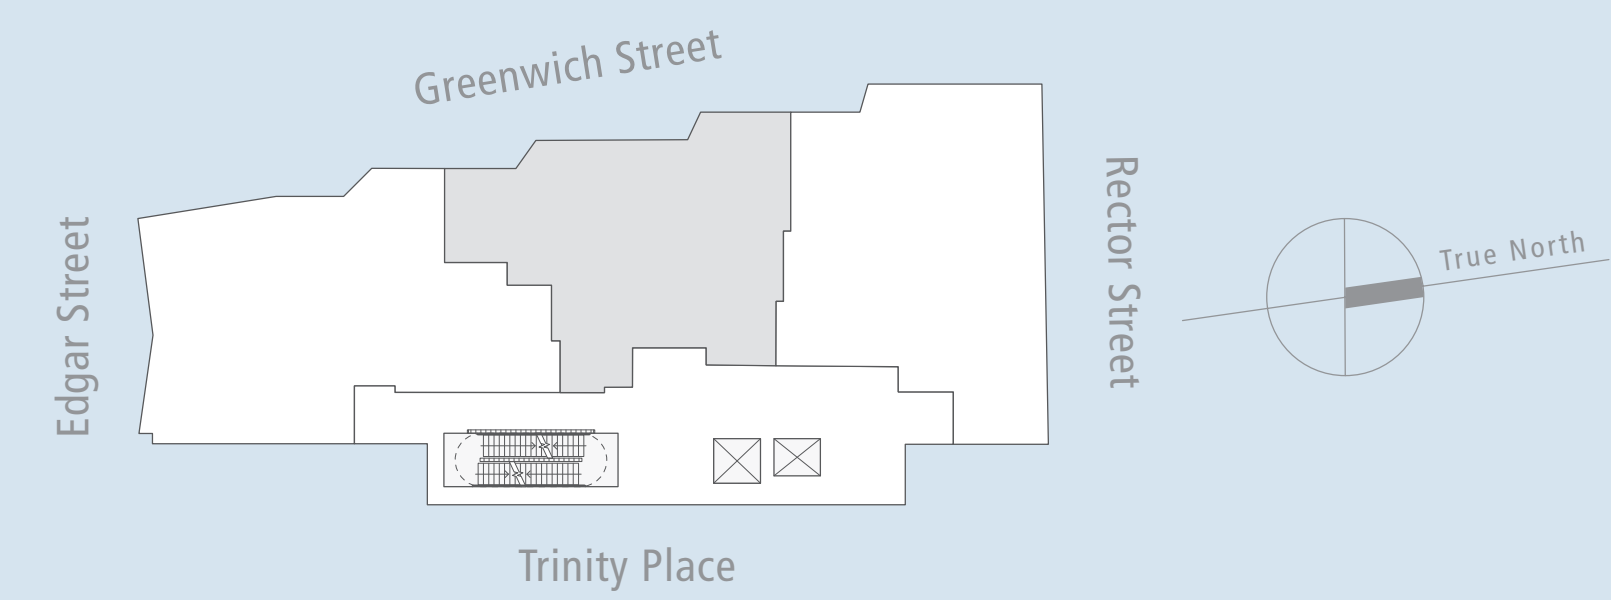 Greenwich Street
Edgar Street
Rector Street
True North
Trinity Place